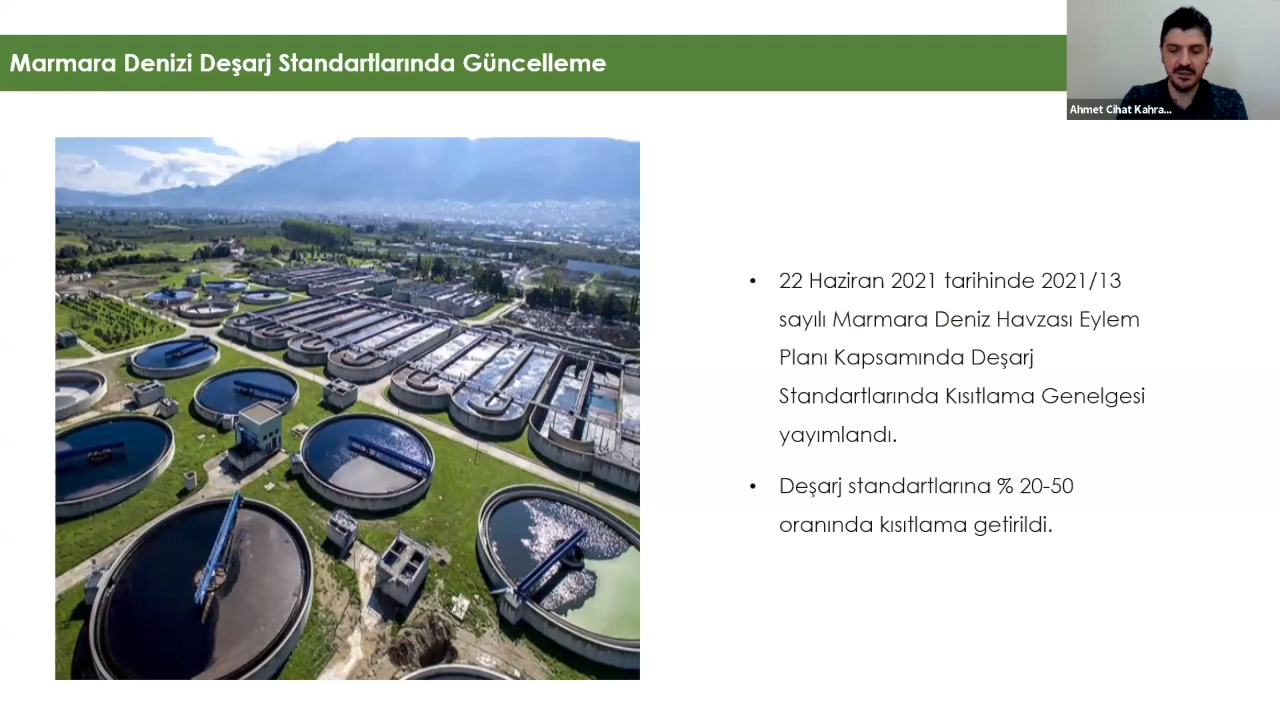 Marmara Denizi Deşarj Standartlarında Güncelleme
Ahmet Cihat Kahra...
• 22 Haziran 2021 tarihinde 2021/13
sayılı Marmara Deniz Havzası Eylem
Planı Kapsamında Deşarj
Standartlarında Kısıtlama Genelgesi
yayımlandı.
• Deşarj standartlarına % 20-50
oranında kısıtlama getirildi.